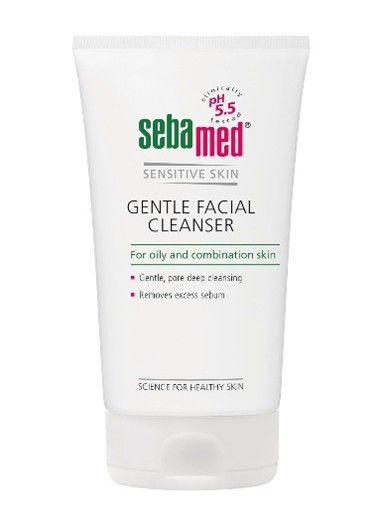 clinically
pH
5.5
tested
sebamed®
SENSITIVE SKIN
GENTLE FACIAL
CLEANSER
For oily and combination skin
▪ Gentle, pore deep cleansing
▪ Removes excess sebum
SCIENCE FOR HEALTHY SKIN